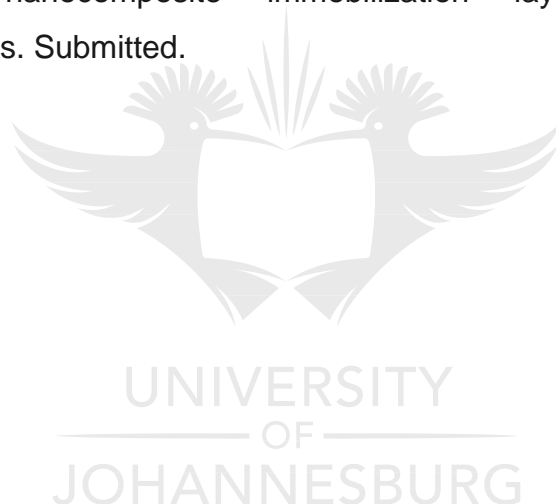 nanocomposite immobilization lay
s. Submitted.
UNIVERSITY
OF
JOHANNESBURG